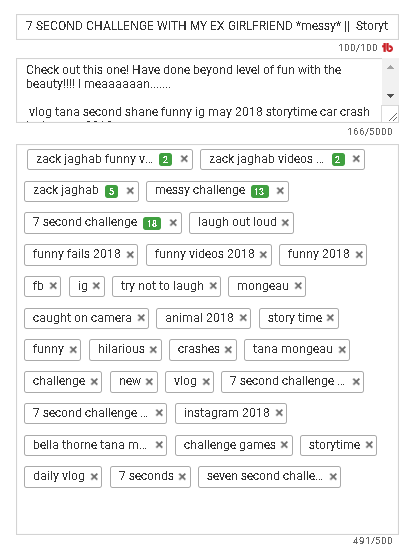 7 SECOND CHALLENGE WITH MY EX GIRLFRIEND *messy* || Storyt
100/100 tb
Check out this one! Have done beyond level of fun with the
beauty!!!! I meaaaaaan.......
vlog tana second shane funny ig may 2018 storytime car crash
166/5000
zack jaghab funny v... 2 × zack jaghab videos ... 2 ×
zack jaghab 5 × messy challenge 13 ×
7 second challenge 18 × laugh out loud ×
funny fails 2018 × funny videos 2018 × funny 2018 ×
fb × ig × try not to laugh × mongeau ×
caught on camera × animal 2018 × story time ×
funny × hilarious × crashes × tana mongeau ×
challenge × new × vlog × 7 second challenge ... ×
7 second challenge ... × instagram 2018 ×
bella thorne tana m... × challenge games × storytime ×
daily vlog × 7 seconds × seven second challe... ×
491/500